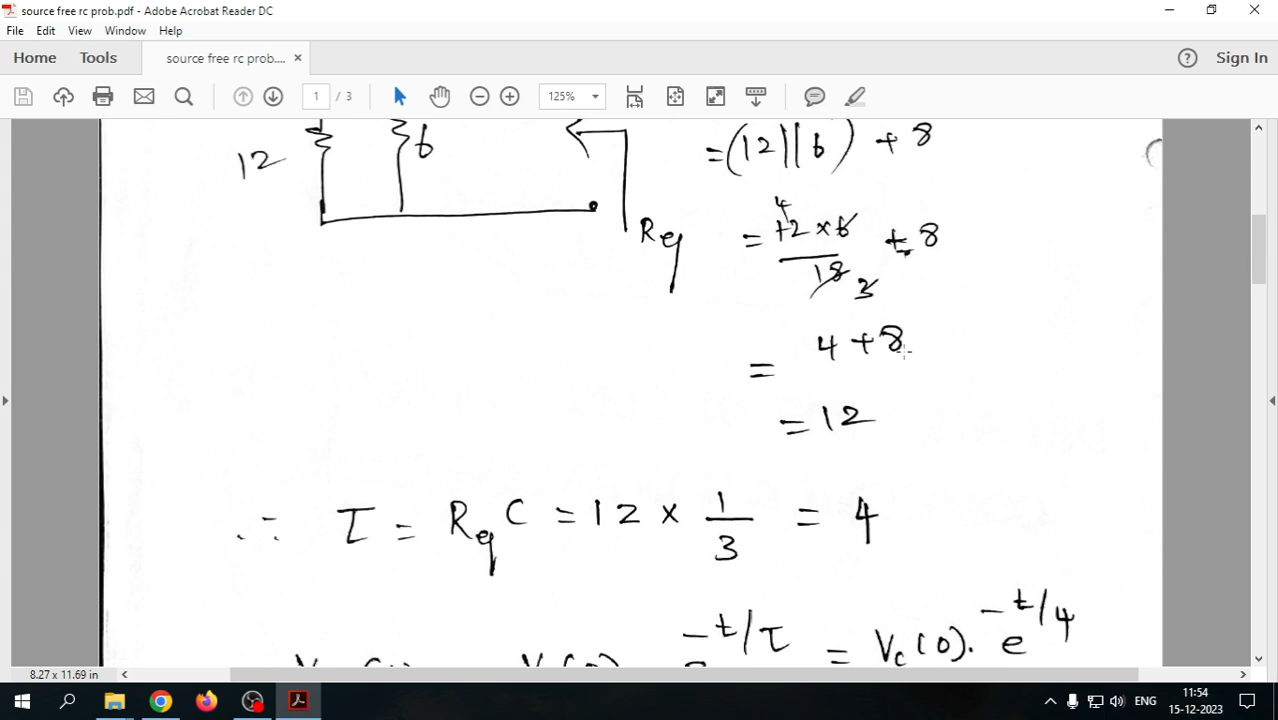 source free rc prob.pdf - Adobe Acrobat Reader DC
File Edit View Window Help
Home Tools source free rc prob.... × Sign In
1 / 3 125%
12 6 = (12||6) + 8
Req = 12 × 6 / 18 + 8
4
3
= 4 + 8
= 12
∴ τ = Req C = 12 × 1/3 = 4
e^-t/τ = Vc(0). e^-t/4
8.27 x 11.69 in
ENG 11:54
15-12-2023